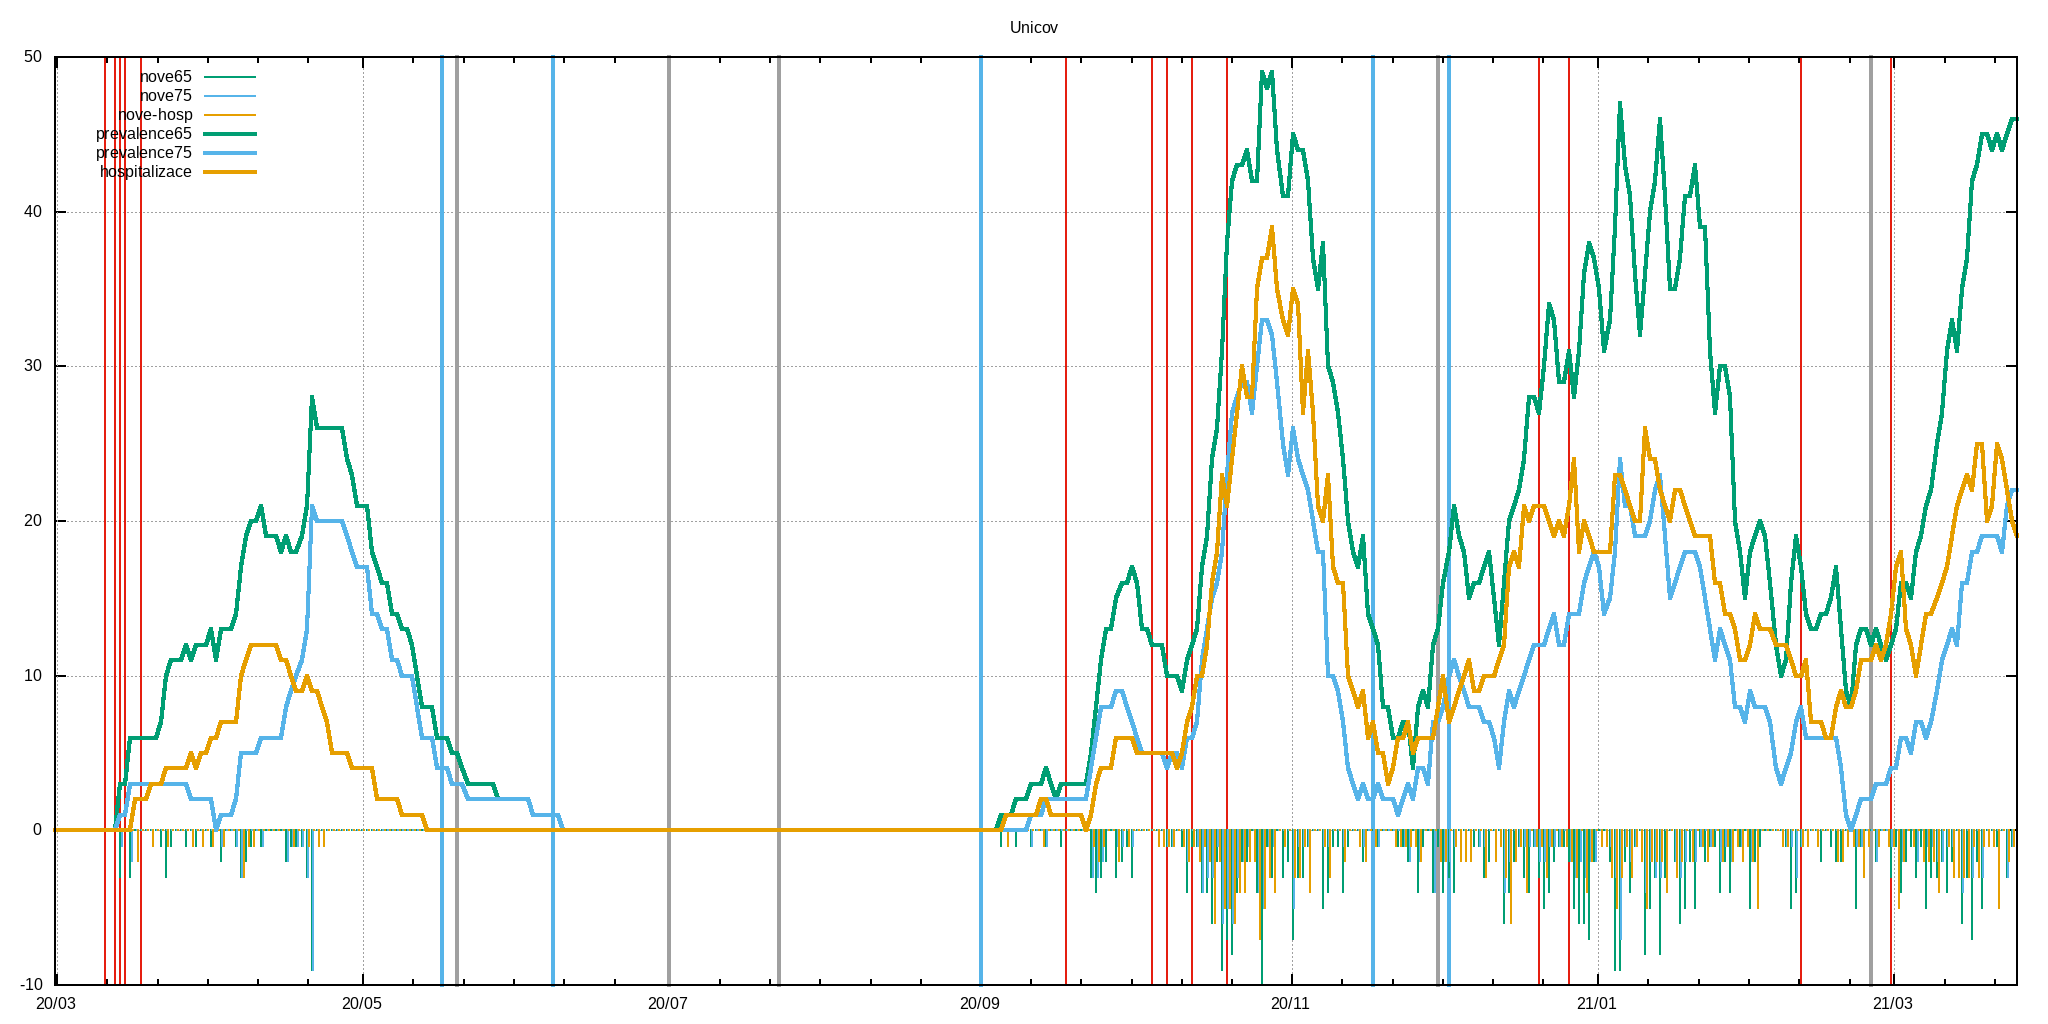 Unicov
50
nove65
nove75
nove-hosp
prevalence65
prevalence75
hospitalizace
40
30
20
10
0
-10
20/03 20/05 20/07 20/09 20/11 21/01 21/03